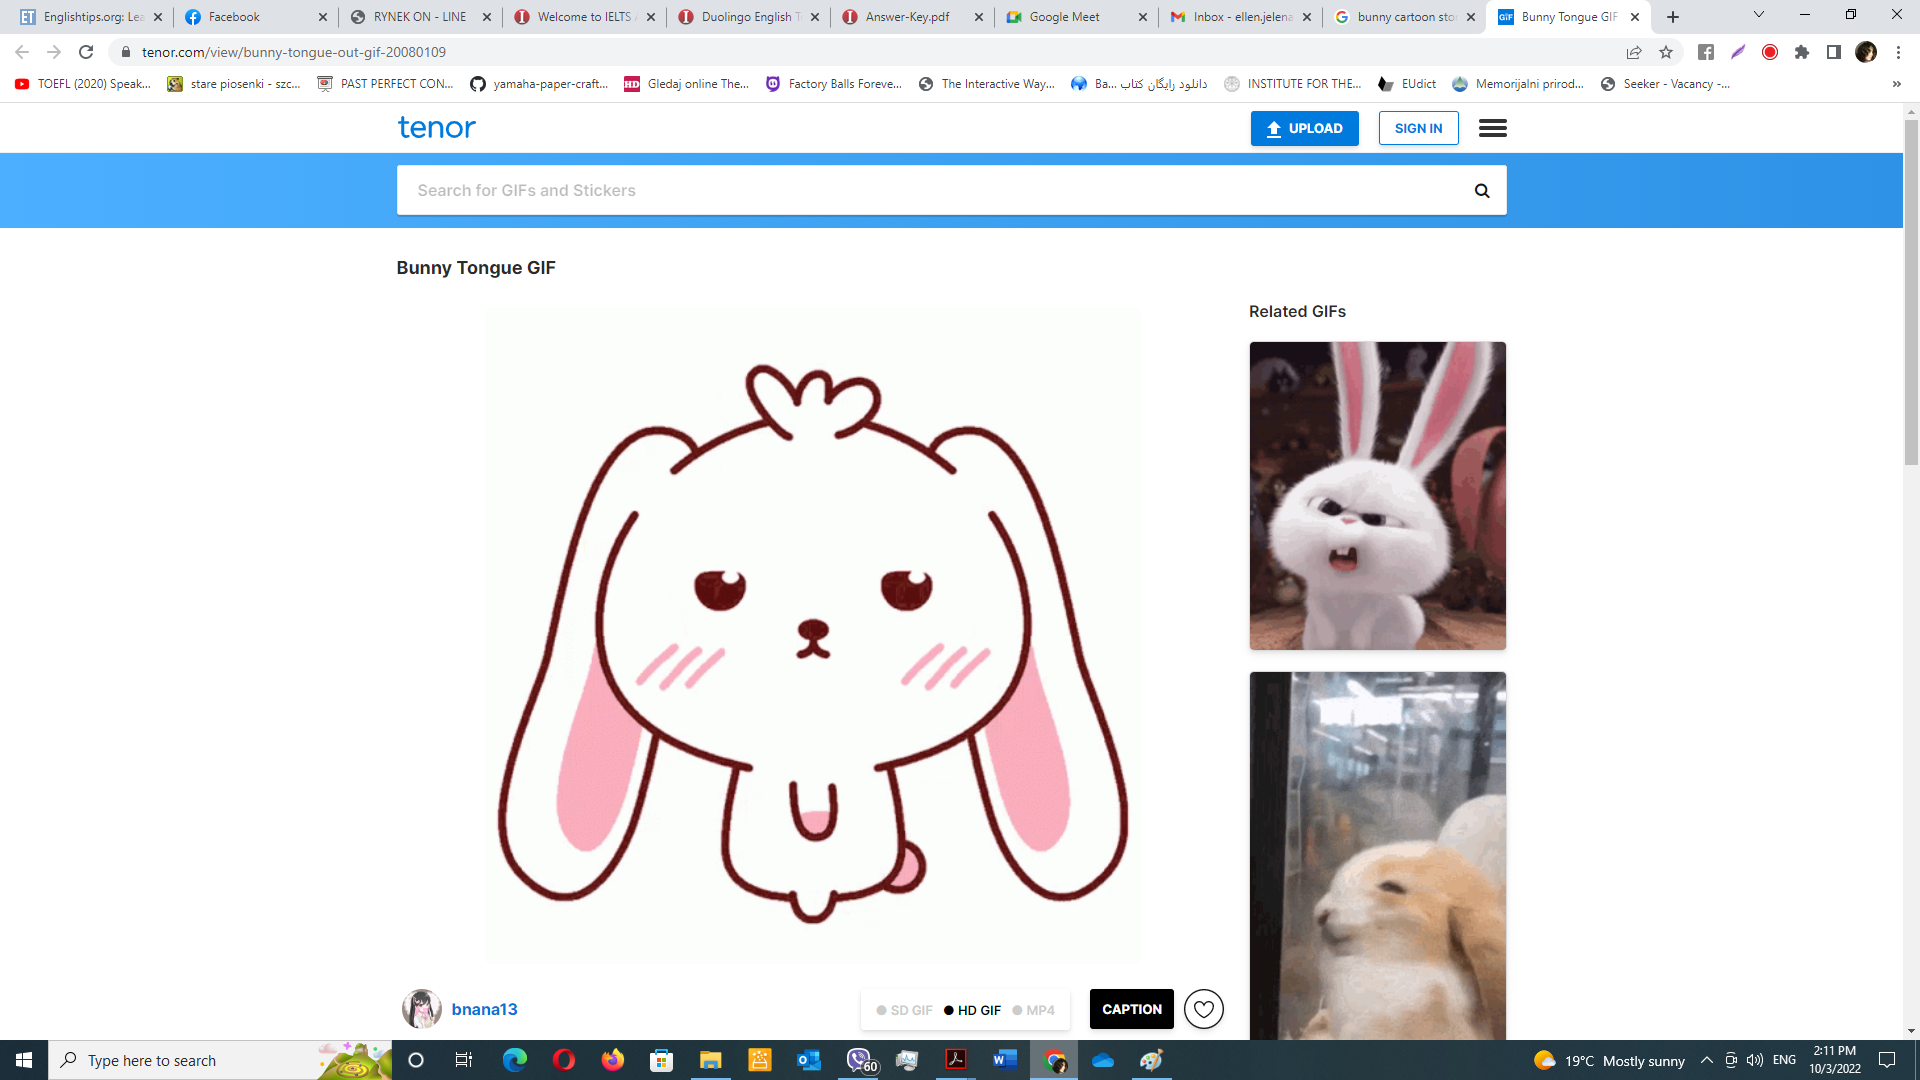 Englishtips.org: Lea
Facebook
RYNEK ON - LINE
Welcome to IELTS
Duolingo English T
Answer-Key.pdf
Google Meet
Inbox - ellen.jelena
bunny cartoon sto
GIF
Bunny Tongue GIF
tenor.com/view/bunny-tongue-out-gif-20080109
TOEFL (2020) Speak...
stare piosenki - szc...
PAST PERFECT CON...
yamaha-paper-craft...
HD
Gledaj online The...
Factory Balls Foreve...
The Interactive Way...
Ba... دانلود رایگان کتاب
INSTITUTE FOR THE...
EUdict
Memorijalni prirod...
Seeker - Vacancy -...
»
tenor
UPLOAD
SIGN IN
Search for GIFs and Stickers
Bunny Tongue GIF
Related GIFs
bnana13
SD GIF HD GIF MP4
CAPTION
Type here to search
60
19°C Mostly sunny
ENG
2:11 PM
10/3/2022